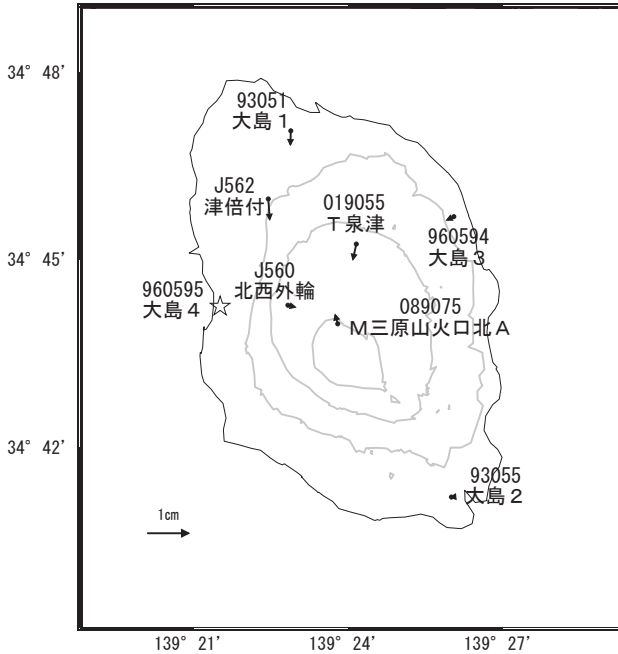 34° 48'
93051
大島１
J562
津倍付
019055
Ｔ泉津
960594
大島３
34° 45'
J560
北西外輪
960595
大島４
089075
Ｍ三原山火口北Ａ
34° 42'
93055
大島２
1cm
139° 21'
139° 24'
139° 27'